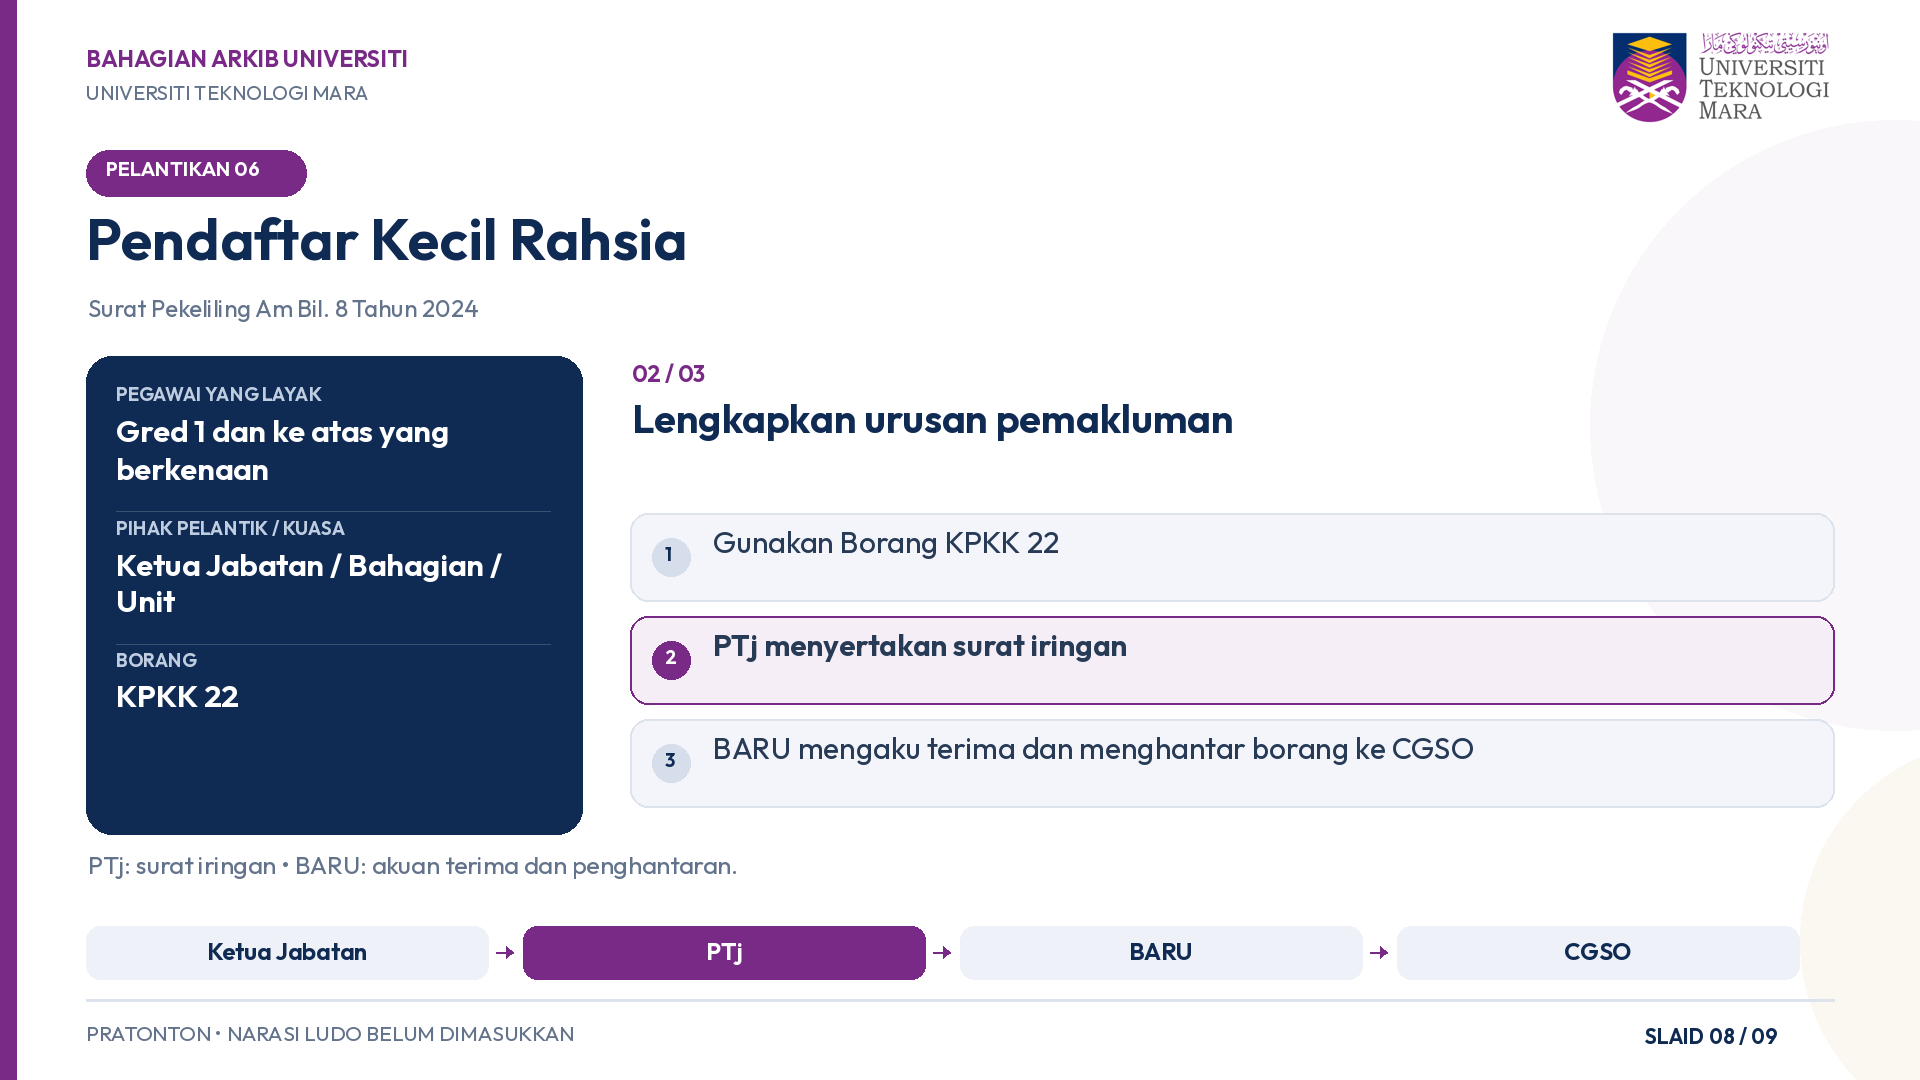 BAHAGIAN ARKIB UNIVERSITI
UNIVERSITI TEKNOLOGI MARA
اونيۏرسيتي تيکنولوݢي مارا
UNIVERSITI
TEKNOLOGI
MARA
PELANTIKAN 06
Pendaftar Kecil Rahsia
Surat Pekeliling Am Bil. 8 Tahun 2024
PEGAWAI YANG LAYAK
Gred 1 dan ke atas yang
berkenaan
PIHAK PELANTIK / KUASA
Ketua Jabatan / Bahagian /
Unit
BORANG
KPKK 22
02 / 03
Lengkapkan urusan pemakluman
1
Gunakan Borang KPKK 22
2
PTj menyertakan surat iringan
3
BARU mengaku terima dan menghantar borang ke CGSO
PTj: surat iringan • BARU: akuan terima dan penghantaran.
Ketua Jabatan → PTj → BARU → CGSO
PRATONTON • NARASI LUDO BELUM DIMASUKKAN
SLAID 08 / 09